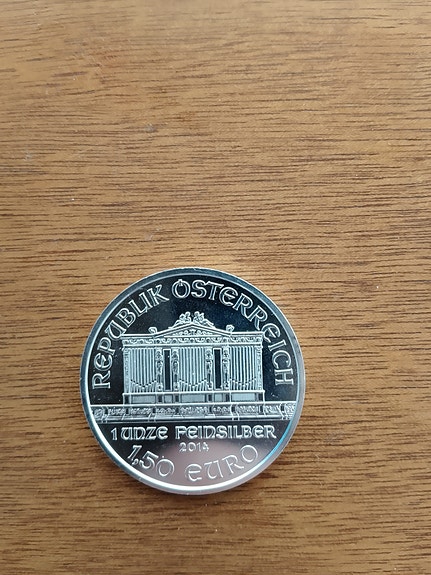 REPUBLIK ÖSTERREICH
1 UNZE FEINSILBER
2014
1,50 EURO